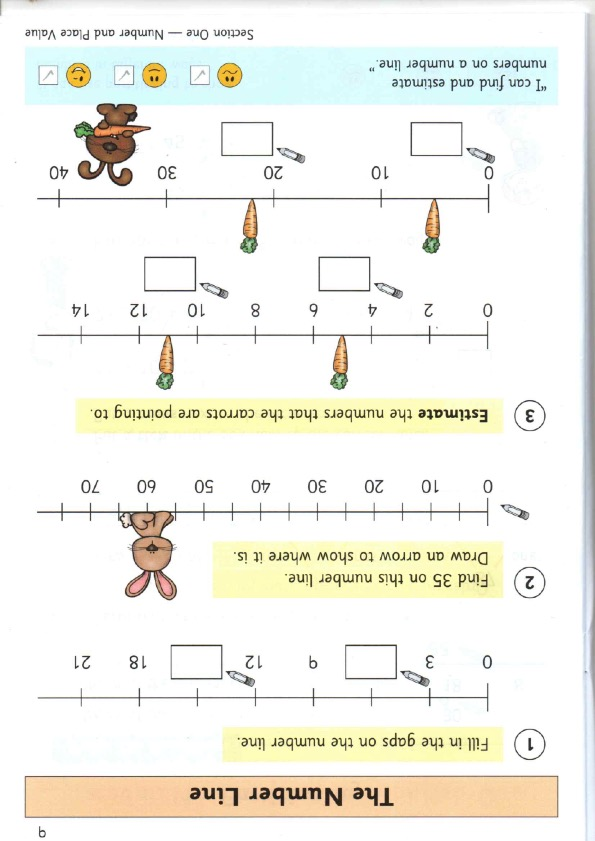 9
The Number Line
1
Fill in the gaps on the number line.
0 3 9 12 18 21
2
Find 35 on this number line.
Draw an arrow to show where it is.
0 10 20 30 40 50 60 70
3
Estimate the numbers that the carrots are pointing to.
0 2 4 6 8 10 12 14
0 10 20 30 40
"I can find and estimate
numbers on a number line."
Section One — Number and Place Value